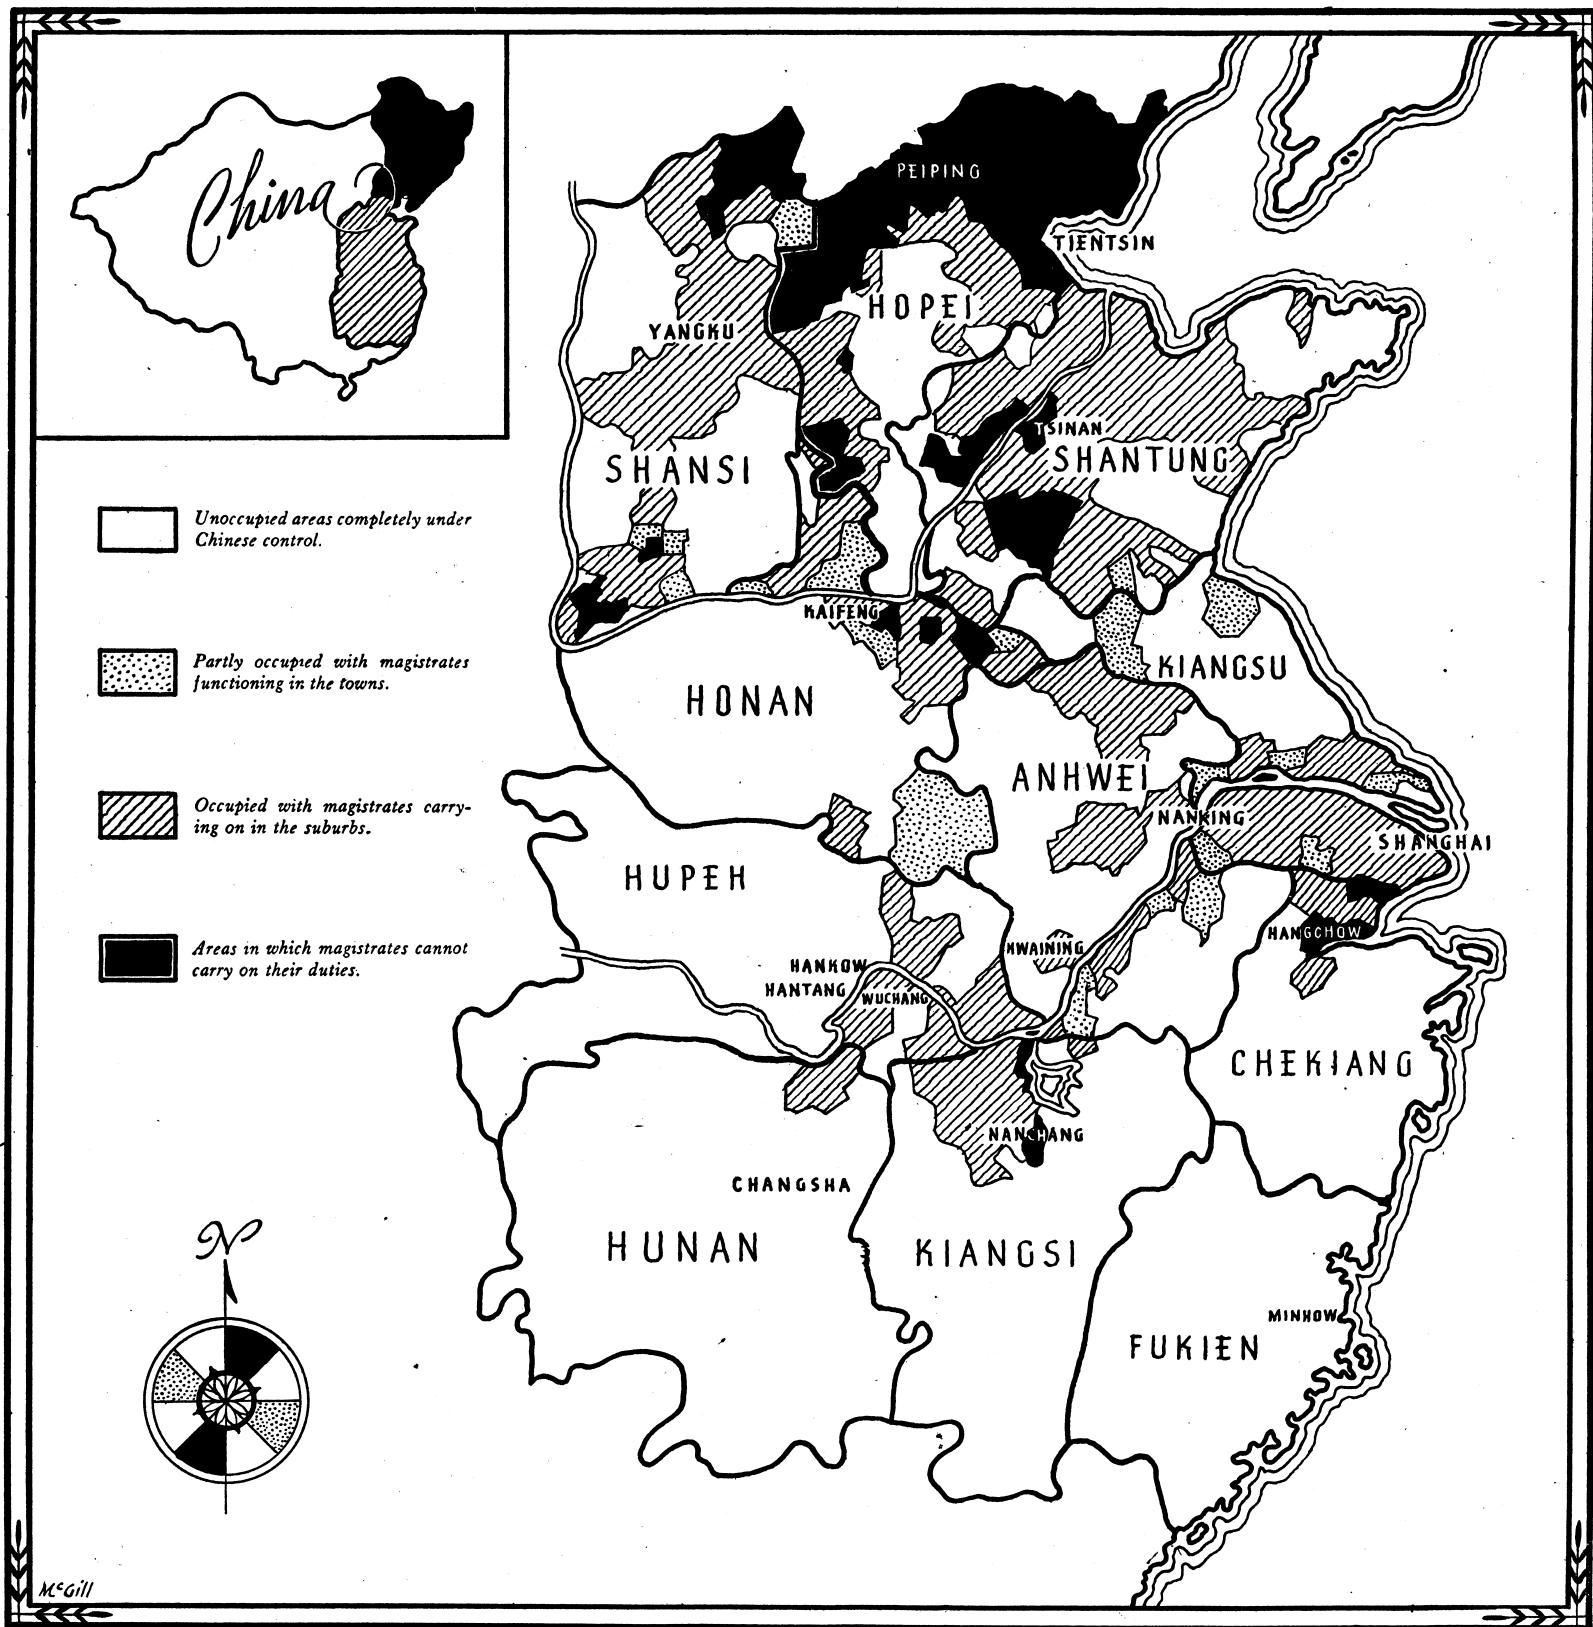 China
Unoccupied areas completely under
Chinese control.
Partly occupied with magistrates
functioning in the towns.
Occupied with magistrates carry-
ing on in the suburbs.
Areas in which magistrates cannot
carry on their duties.
N
McGill
PEIPING
TIENTSIN
HOPEI
YANGKU
TSINAN
SHANTUNG
SHANSI
KAIFENG
KIANGSU
HONAN
ANHWEI
NANKING
SHANGHAI
HUPEH
HANGCHOW
HWAINING
HANKOW
HANTANG
WUCHANG
CHEKIANG
NANCHANG
CHANGSHA
HUNAN
KIANGSI
MINHOW
FUKIEN